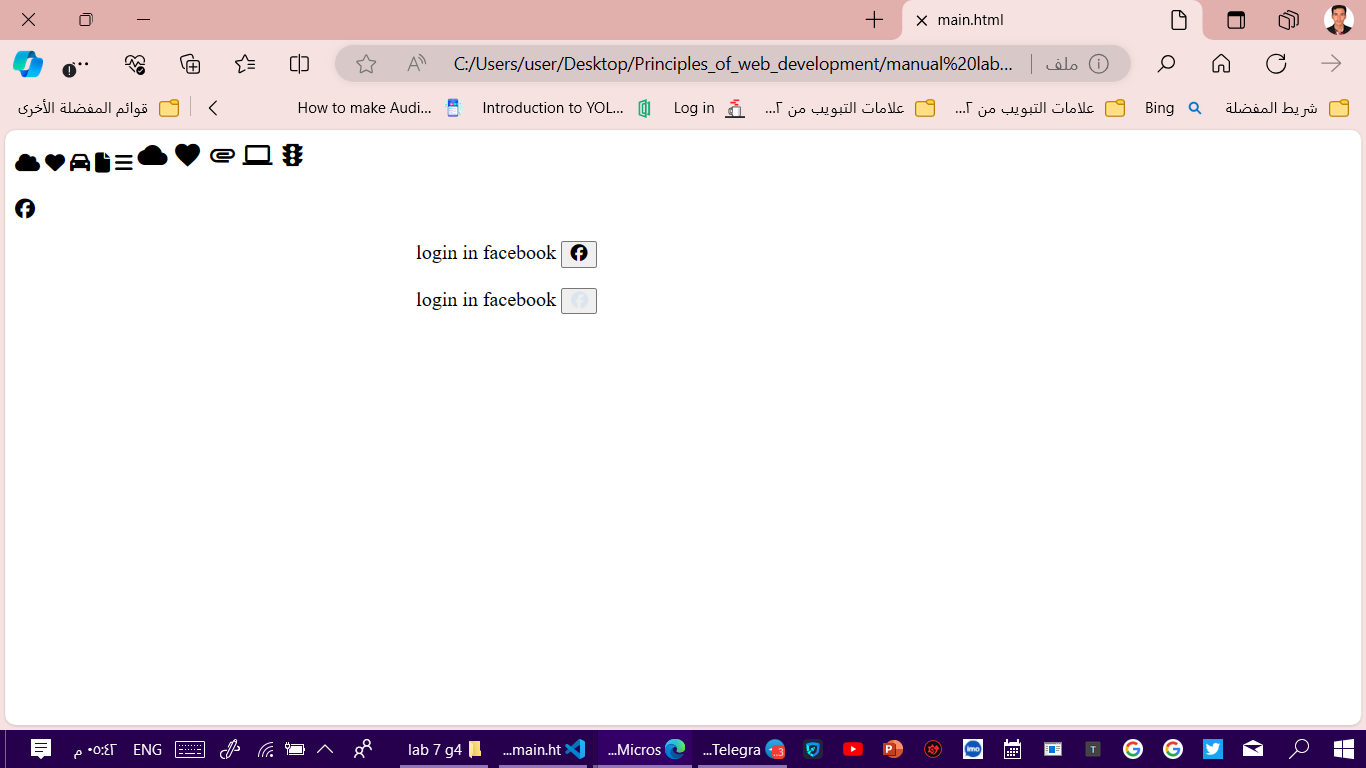 main.html
C:/Users/user/Desktop/Principles_of_web_development/manual%20lab...
ملف
شريط المفضلة
Bing
علامات التبويب من ٢...
علامات التبويب من ٢...
Log in
Introduction to YOL...
How to make Audi...
قوائم المفضلة الأخرى
login in facebook
login in facebook
٠٥:٤٢ م
ENG
lab 7 g4
...main.ht
...Micros
...Telegra